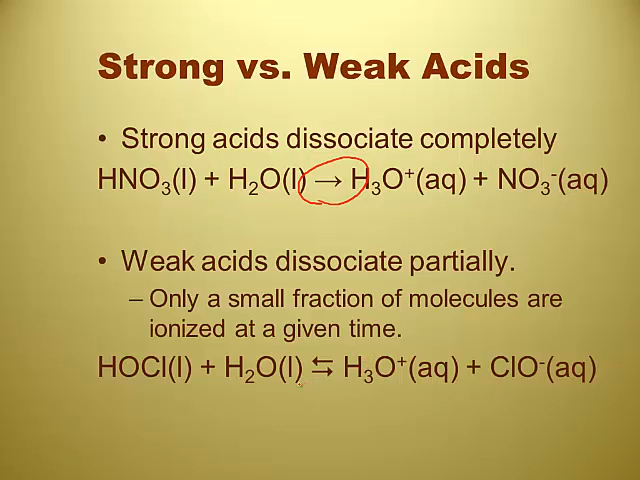 Strong vs. Weak Acids
• Strong acids dissociate completely
HNO₃(l) + H₂O(l) → H₃O⁺(aq) + NO₃⁻(aq)
• Weak acids dissociate partially.
– Only a small fraction of molecules are
ionized at a given time.
HOCl(l) + H₂O(l) ⇆ H₃O⁺(aq) + ClO⁻(aq)